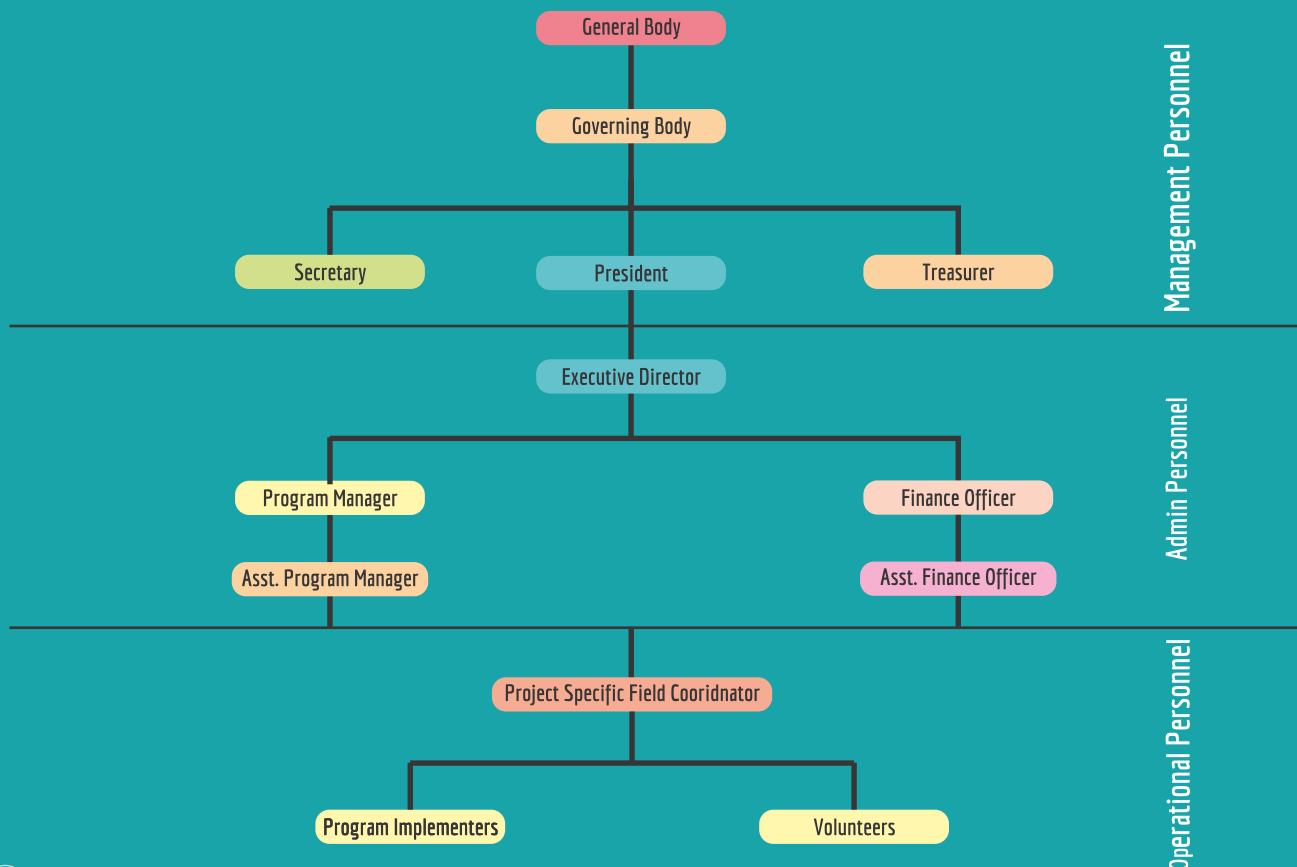 General Body
Governing Body
Secretary
President
Treasurer
Management Personnel
Executive Director
Program Manager
Finance Officer
Asst. Program Manager
Asst. Finance Officer
Admin Personnel
Project Specific Field Cooridnator
Program Implementers
Volunteers
Operational Personnel